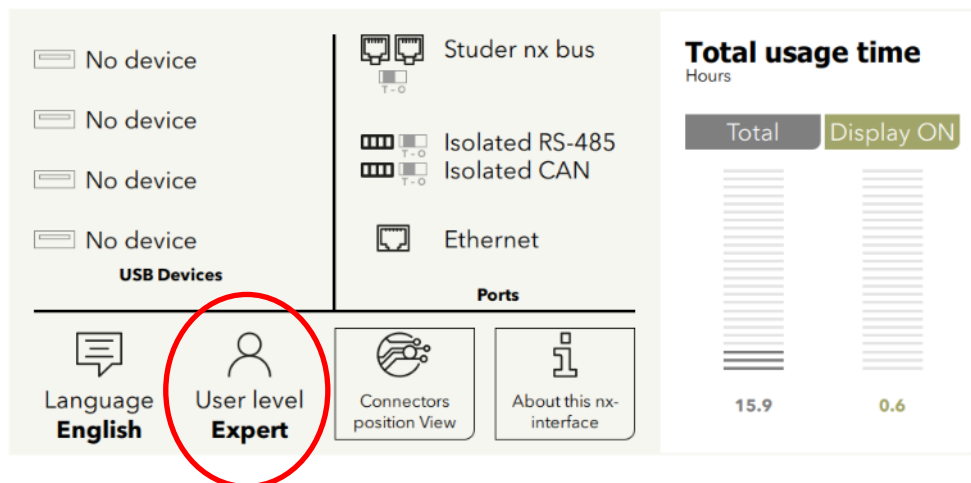 No device
No device
No device
No device
USB Devices
Studer nx bus
T - O
Isolated RS-485
T - O
Isolated CAN
T - O
Ethernet
Ports
Language
English
User level
Expert
Connectors
position View
About this nx-
interface
Total usage time
Hours
Total
Display ON
15.9
0.6